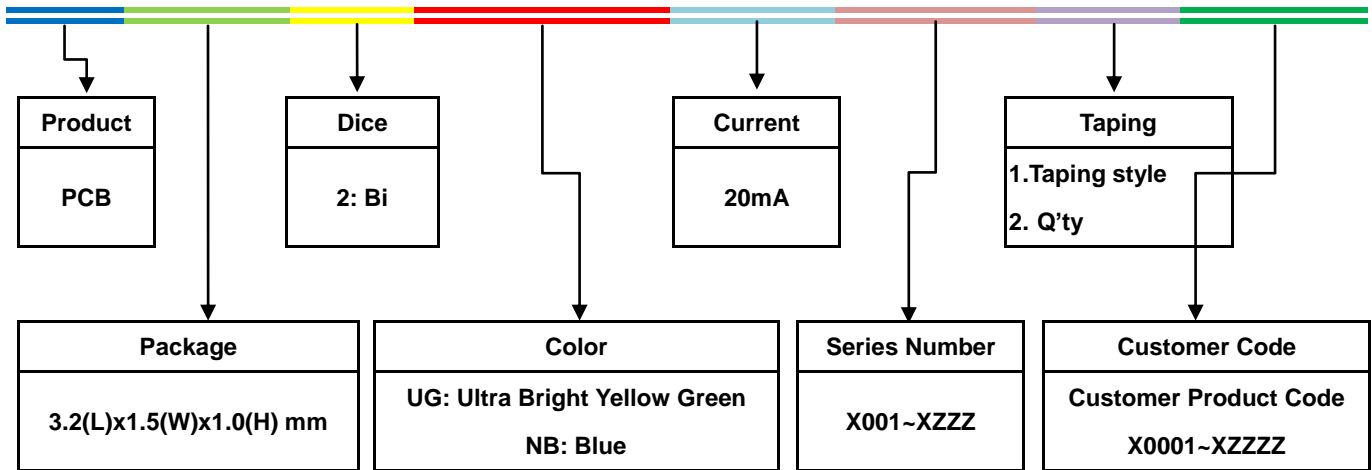 Product
PCB
Dice
2: Bi
Current
20mA
Taping
1.Taping style
2. Q’ty
Package
3.2(L)x1.5(W)x1.0(H) mm
Color
UG: Ultra Bright Yellow Green
NB: Blue
Series Number
X001~XZZZ
Customer Code
Customer Product Code
X0001~XZZZZ